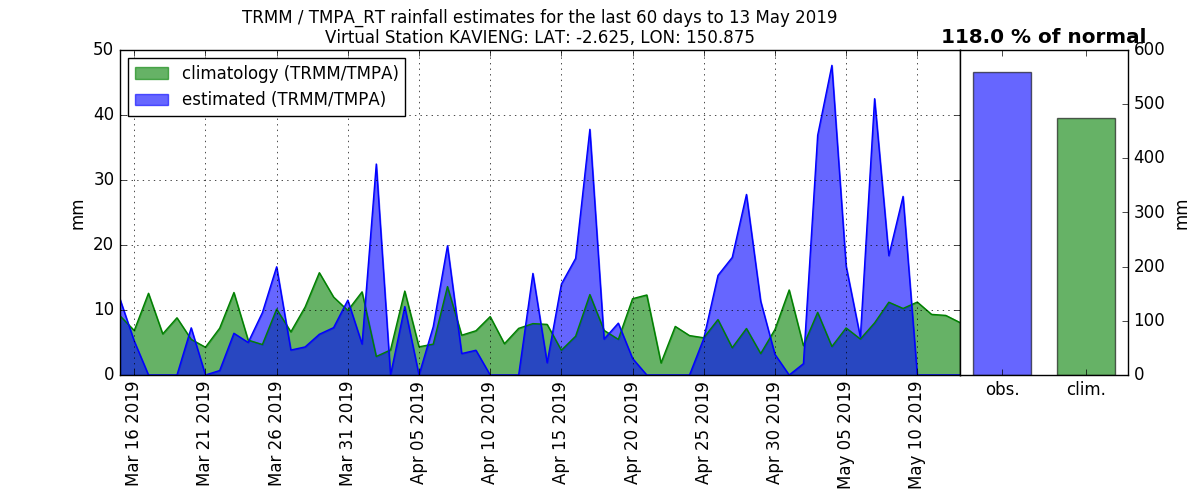 TRMM / TMPA_RT rainfall estimates for the last 60 days to 13 May 2019
Virtual Station KAVIENG: LAT: -2.625, LON: 150.875
118.0 % of normal
climatology (TRMM/TMPA)
estimated (TRMM/TMPA)
50
40
30
20
10
0
mm
Mar 16 2019
Mar 21 2019
Mar 26 2019
Mar 31 2019
Apr 05 2019
Apr 10 2019
Apr 15 2019
Apr 20 2019
Apr 25 2019
Apr 30 2019
May 05 2019
May 10 2019
600
500
400
300
200
100
0
mm
obs.
clim.